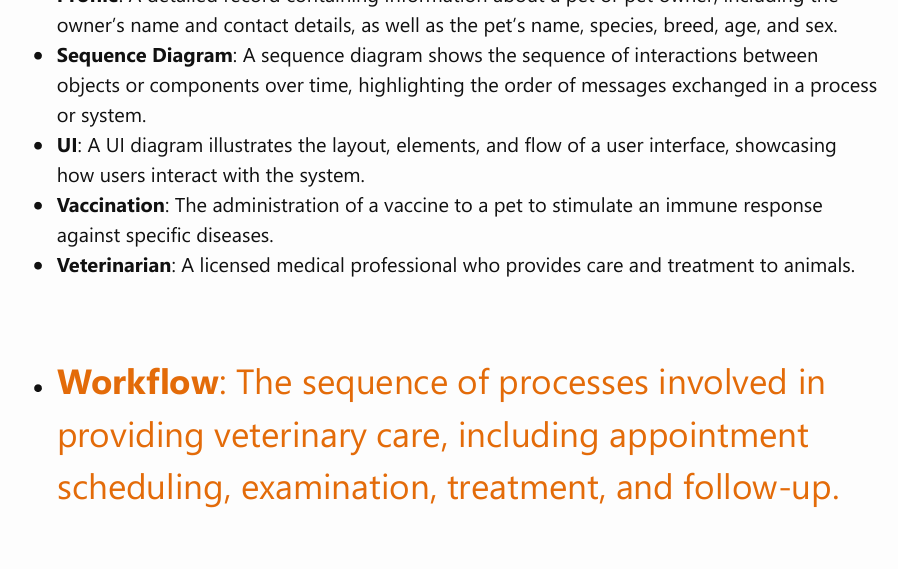 Profile: A detailed record containing information about a pet or pet owner, including the
owner’s name and contact details, as well as the pet’s name, species, breed, age, and sex.
• Sequence Diagram: A sequence diagram shows the sequence of interactions between
objects or components over time, highlighting the order of messages exchanged in a process
or system.
• UI: A UI diagram illustrates the layout, elements, and flow of a user interface, showcasing
how users interact with the system.
• Vaccination: The administration of a vaccine to a pet to stimulate an immune response
against specific diseases.
• Veterinarian: A licensed medical professional who provides care and treatment to animals.
• Workflow: The sequence of processes involved in
providing veterinary care, including appointment
scheduling, examination, treatment, and follow-up.